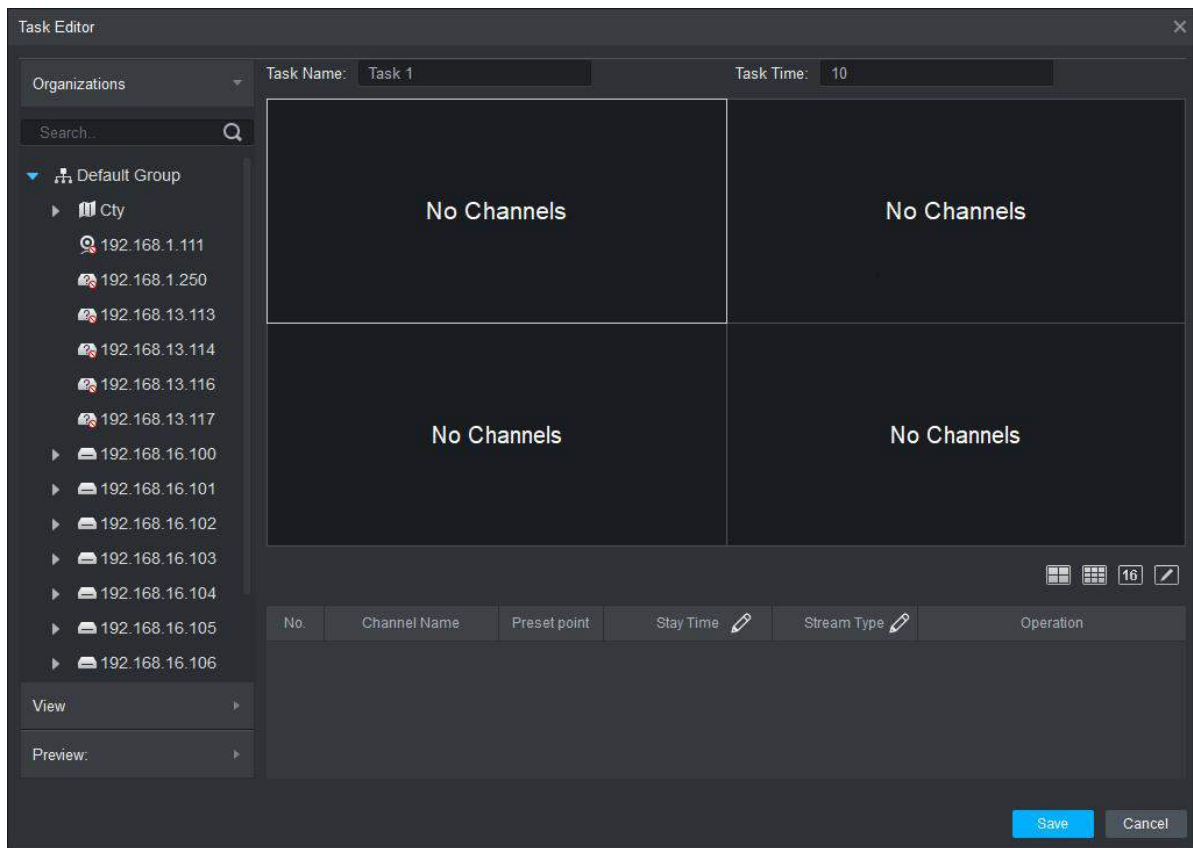 Task Editor
Organizations
Task Name: Task 1
Task Time: 10
Search..
Default Group
Cty
192.168.1.111
192.168.1.250
192.168.13.113
192.168.13.114
192.168.13.116
192.168.13.117
192.168.16.100
192.168.16.101
192.168.16.102
192.168.16.103
192.168.16.104
192.168.16.105
192.168.16.106
View
Preview:
No Channels
No Channels
No Channels
No Channels
16
No. Channel Name Preset point Stay Time Stream Type Operation
Save Cancel